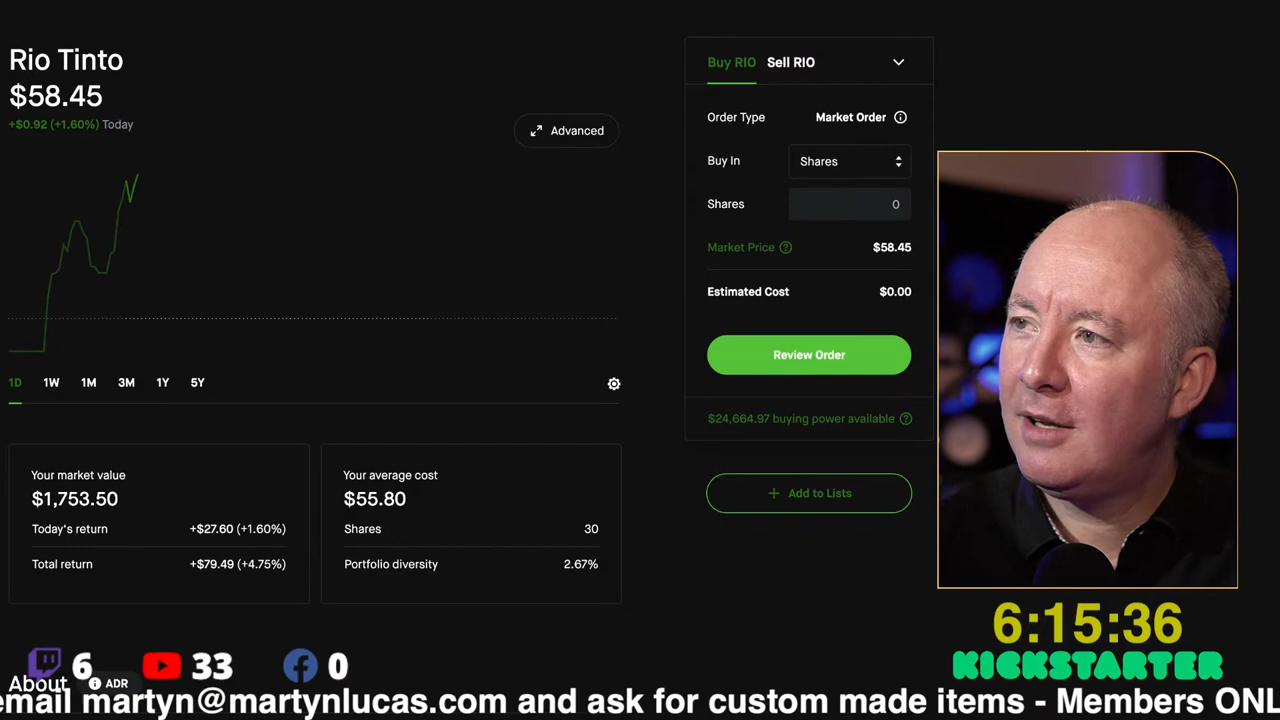 Rio Tinto
$58.45
+$0.92 (+1.60%) Today
Advanced
1D 1W 1M 3M 1Y 5Y
Your market value
$1,753.50
Today's return +$27.60 (+1.60%)
Total return +$79.49 (+4.75%)
Your average cost
$55.80
Shares 30
Portfolio diversity 2.67%
Buy RIO Sell RIO
Order Type Market Order
Buy In Shares
Shares 0
Market Price $58.45
Estimated Cost $0.00
Review Order
$24,664.97 buying power available
+ Add to Lists
6:15:36
KICKSTARTER
6 33 0
About ADR
email martyn@martynlucas.com and ask for custom made items - Members ONL